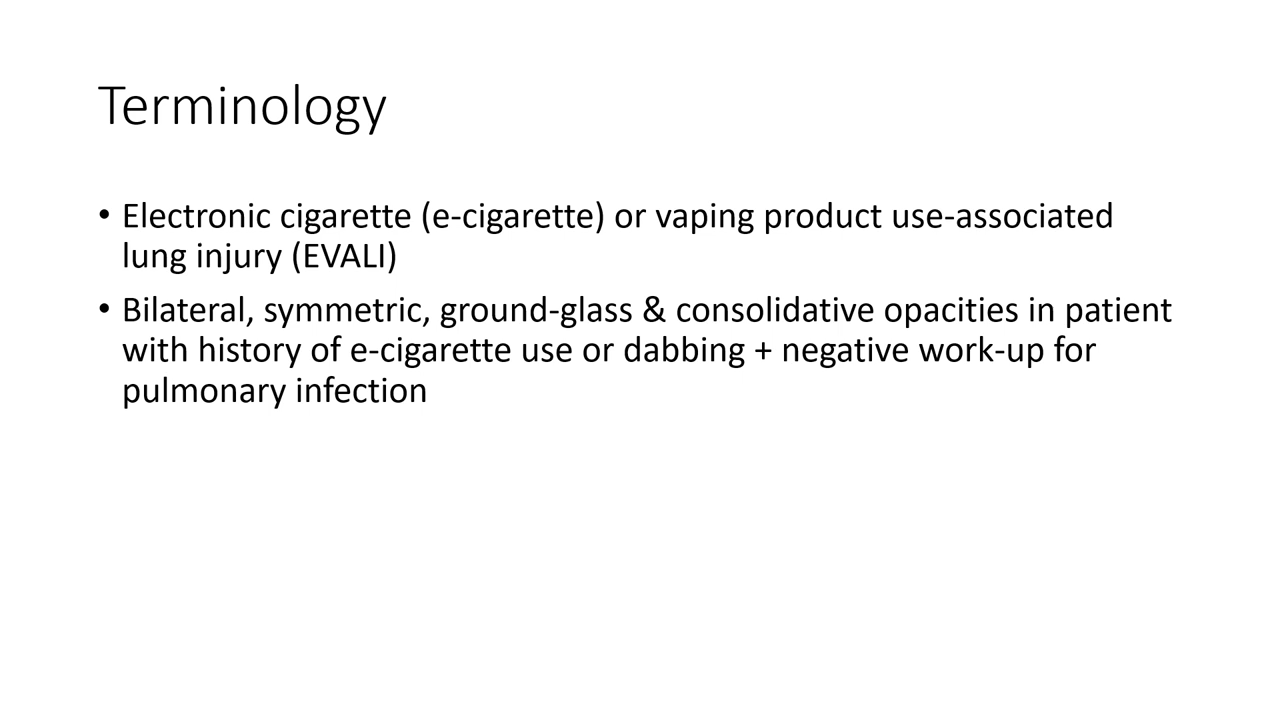 Terminology
• Electronic cigarette (e-cigarette) or vaping product use-associated
lung injury (EVALI)
• Bilateral, symmetric, ground-glass & consolidative opacities in patient
with history of e-cigarette use or dabbing + negative work-up for
pulmonary infection